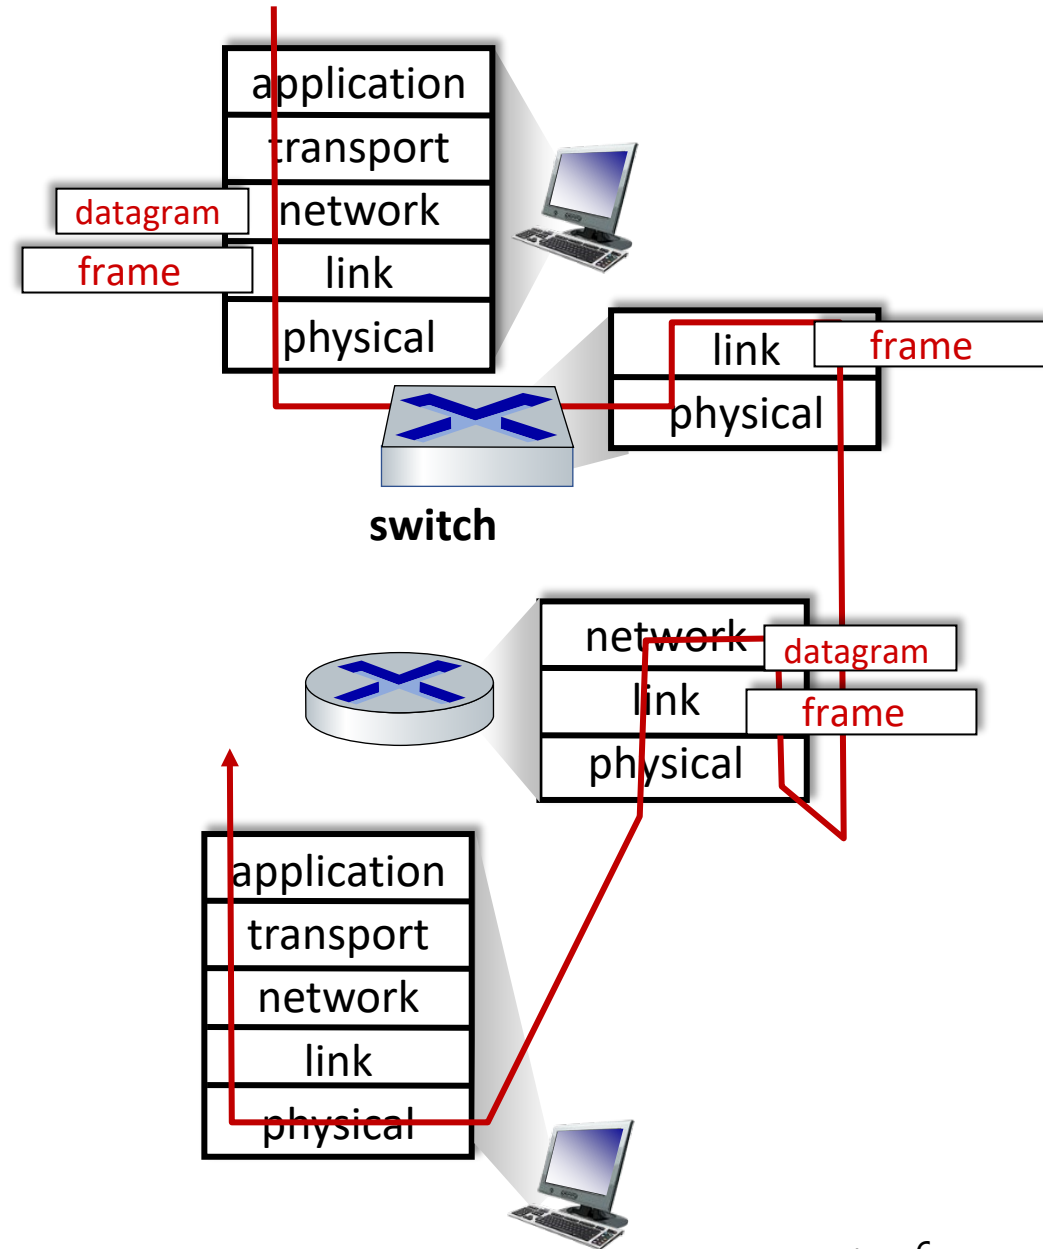 application
transport
datagram
network
frame
link
physical
link
frame
physical
switch
network
datagram
link
frame
physical
application
transport
network
link
physical